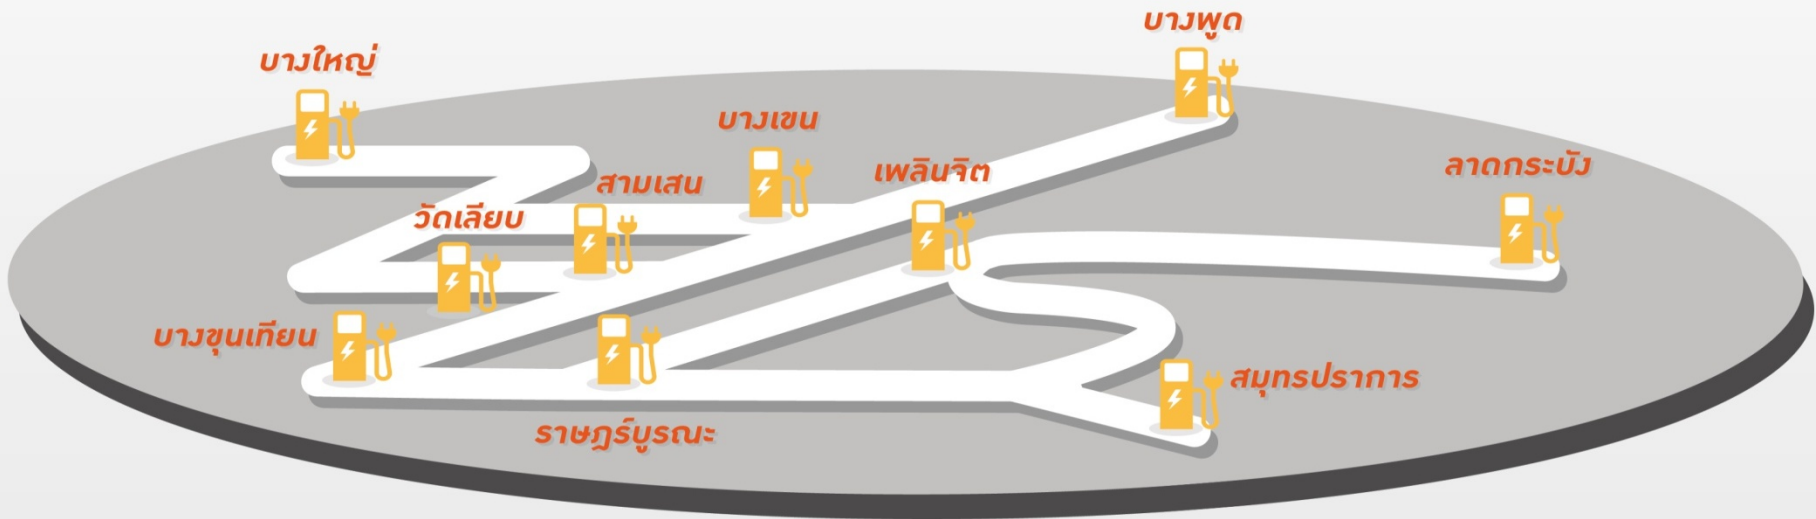 บางพูด
บางใหญ่
บางเขน
เพลินจิต
ลาดกระบัง
สามเสน
วัดเลียบ
บางขุนเทียน
สมุทรปราการ
ราษฎร์บูรณะ